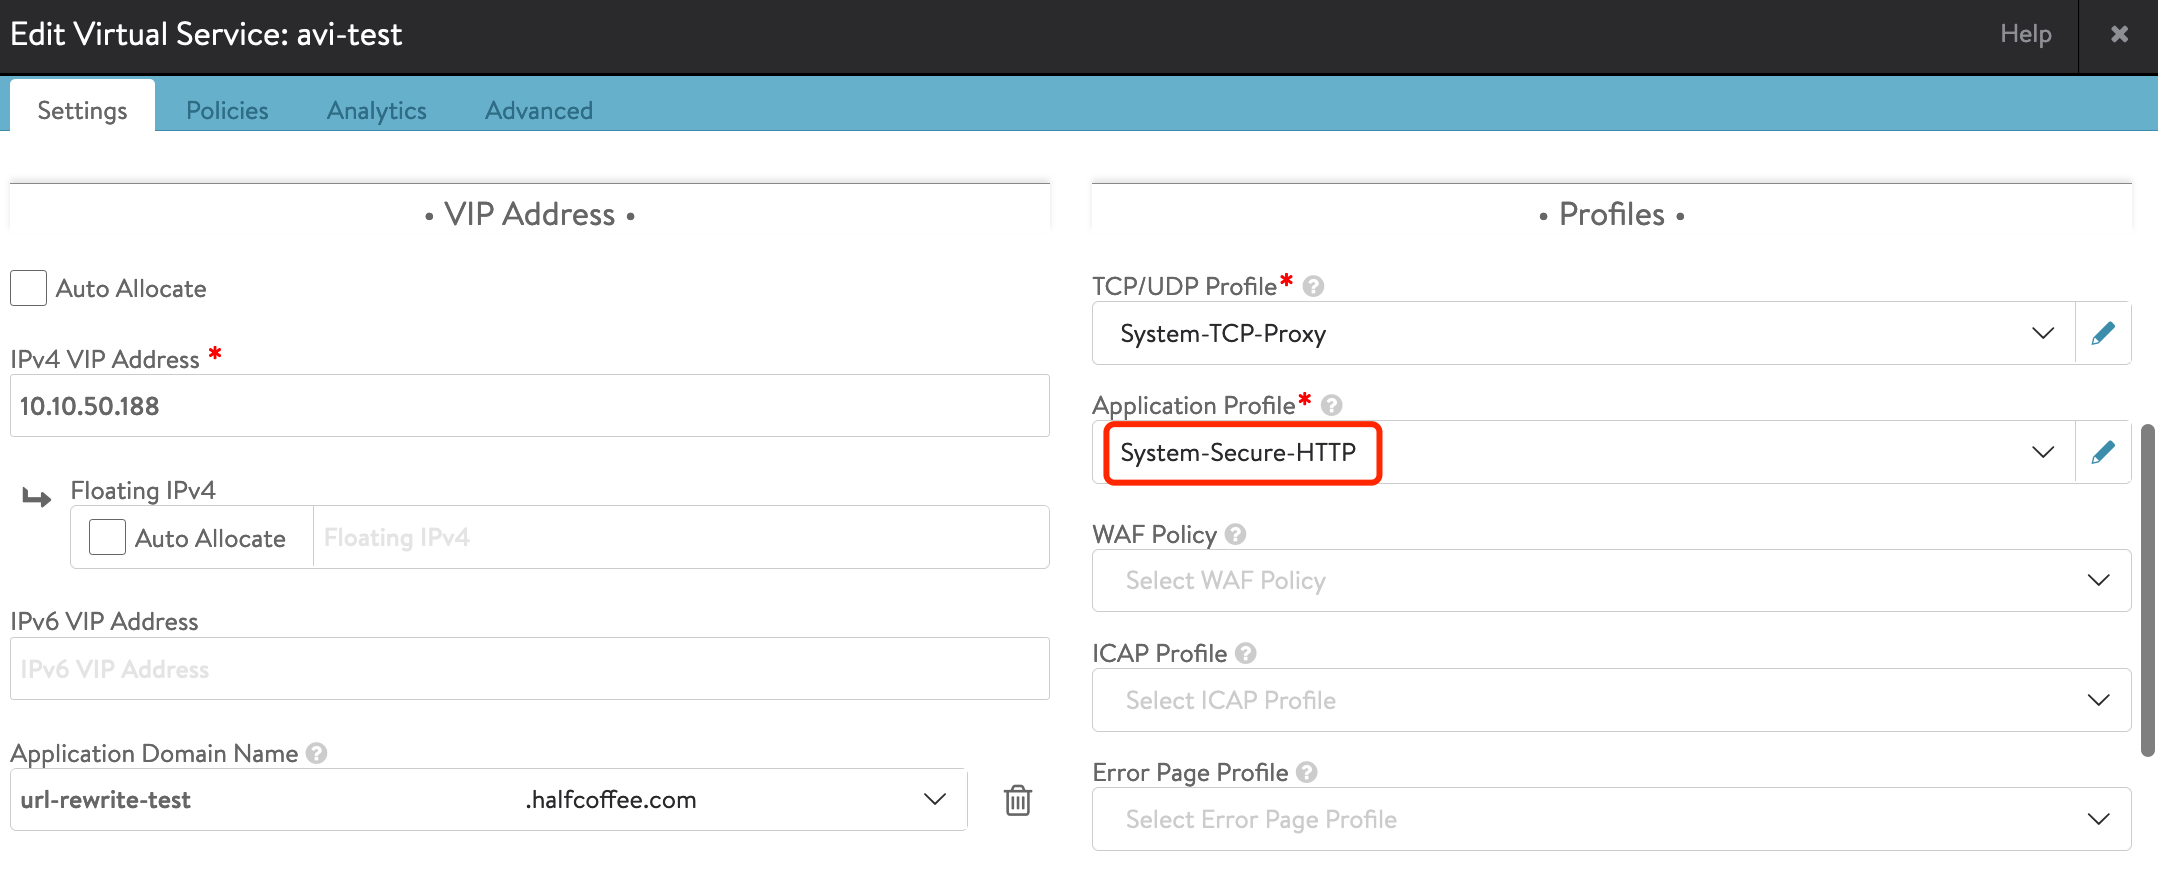 Edit Virtual Service: avi-test
Help
Settings
Policies
Analytics
Advanced
• VIP Address •
Auto Allocate
IPv4 VIP Address *
10.10.50.188
Floating IPv4
Auto Allocate
Floating IPv4
IPv6 VIP Address
IPv6 VIP Address
Application Domain Name ?
url-rewrite-test
.halfcoffee.com
• Profiles •
TCP/UDP Profile* ?
System-TCP-Proxy
Application Profile* ?
System-Secure-HTTP
WAF Policy ?
Select WAF Policy
ICAP Profile ?
Select ICAP Profile
Error Page Profile ?
Select Error Page Profile